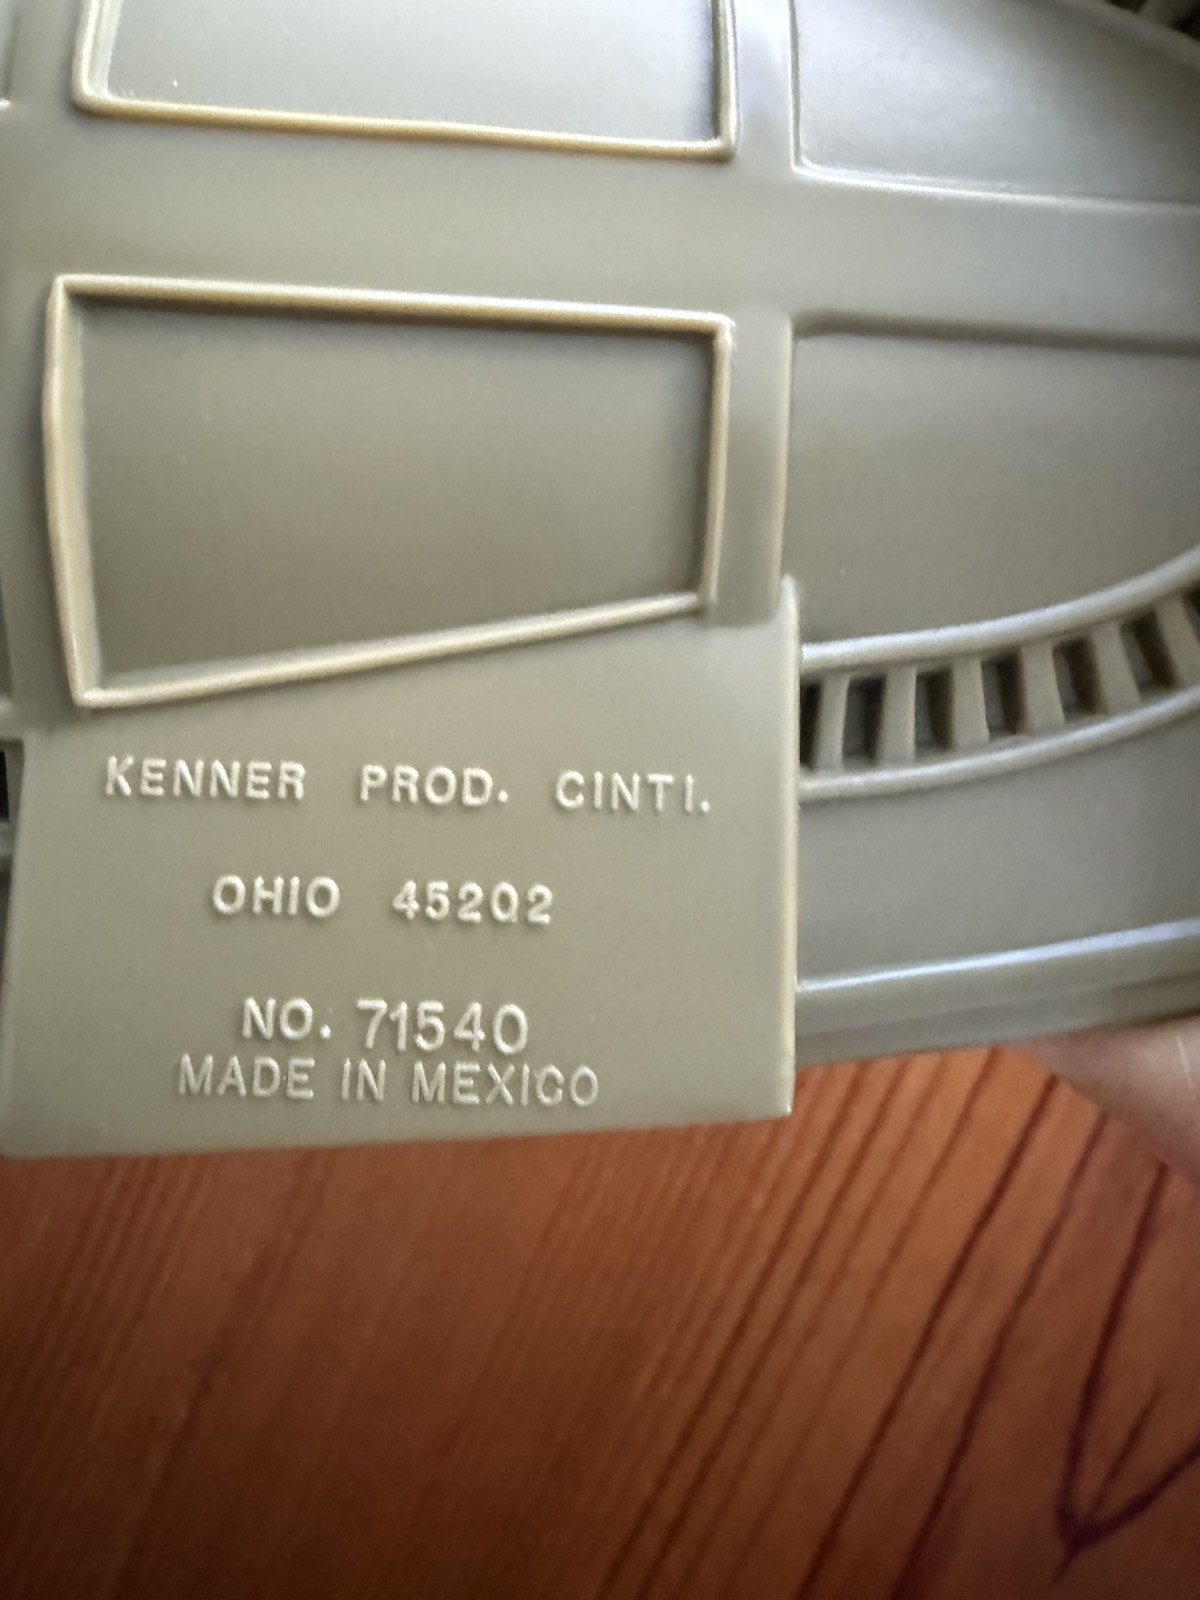 KENNER PROD. CINTI.
OHIO 45202
NO. 71540
MADE IN MEXICO